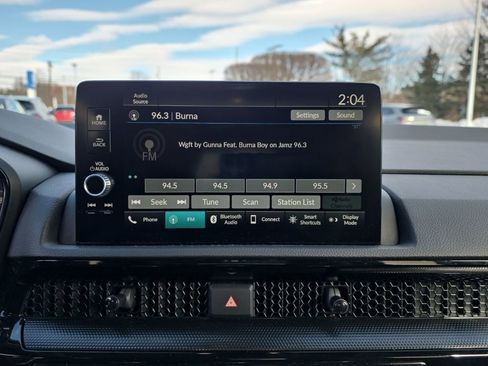 Audio Source 2:04
96.3 | Burna Settings Sound
HOME
BACK
Wgft by Gunna Feat. Burna Boy on Jamz 96.3
FM
VOL
AUDIO
94.5 94.5 94.9 95.5
Seek Tune Scan Station List
Phone FM Bluetooth Audio Connect Smart Shortcuts Display Mode